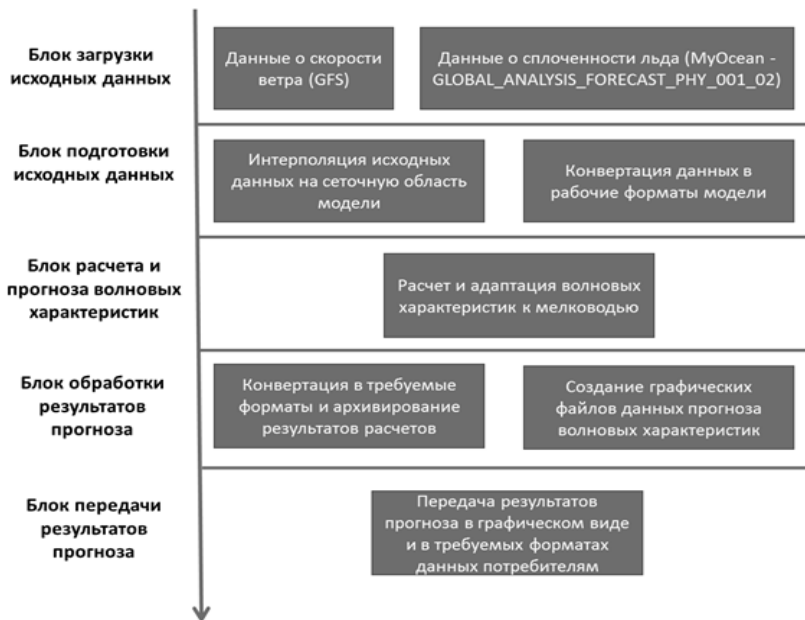 Блок загрузки
исходных данных
Данные о скорости
ветра (GFS)
Данные о сплоченности льда (MyOcean -
GLOBAL_ANALYSIS_FORECAST_PHY_001_02)
Блок подготовки
исходных данных
Интерполяция исходных
данных на сеточную область
модели
Конвертация данных в
рабочие форматы модели
Блок расчета и
прогноза волновых
характеристик
Расчет и адаптация волновых
характеристик к мелководью
Блок обработки
результатов
прогноза
Конвертация в требуемые
форматы и архивирование
результатов расчетов
Создание графических
файлов данных прогноза
волновых характеристик
Блок передачи
результатов
прогноза
Передача результатов
прогноза в графическом виде
и в требуемых форматах
данных потребителям